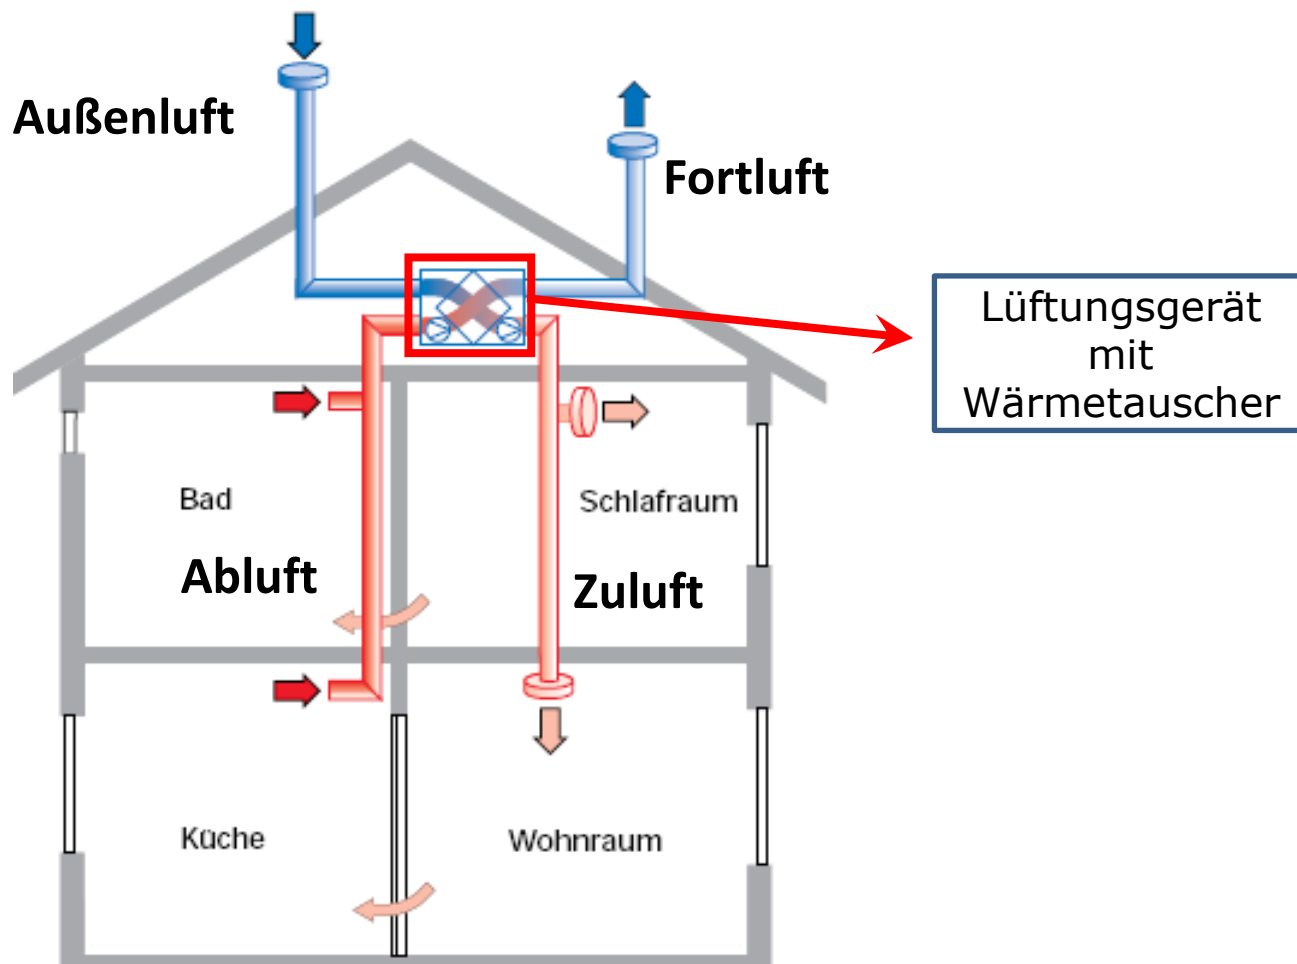 Außenluft
Fortluft
Lüftungsgerät
mit
Wärmetauscher
Bad
Schlafraum
Abluft
Zuluft
Küche
Wohnraum